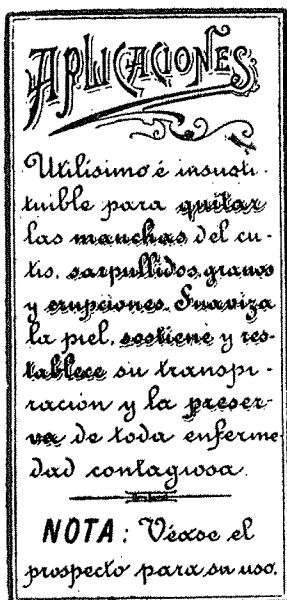 APLICACIONES
Utilísimo é insusti-
tuible para quitar
las manchas del cu-
tis, sarpullidos, granos
y erupciones. Suaviza
la piel, sostiene y res-
tablece su transpi-
ración y la preser-
va de toda enferme
dad contagiosa.
NOTA: Véase el
prospecto para su uso.